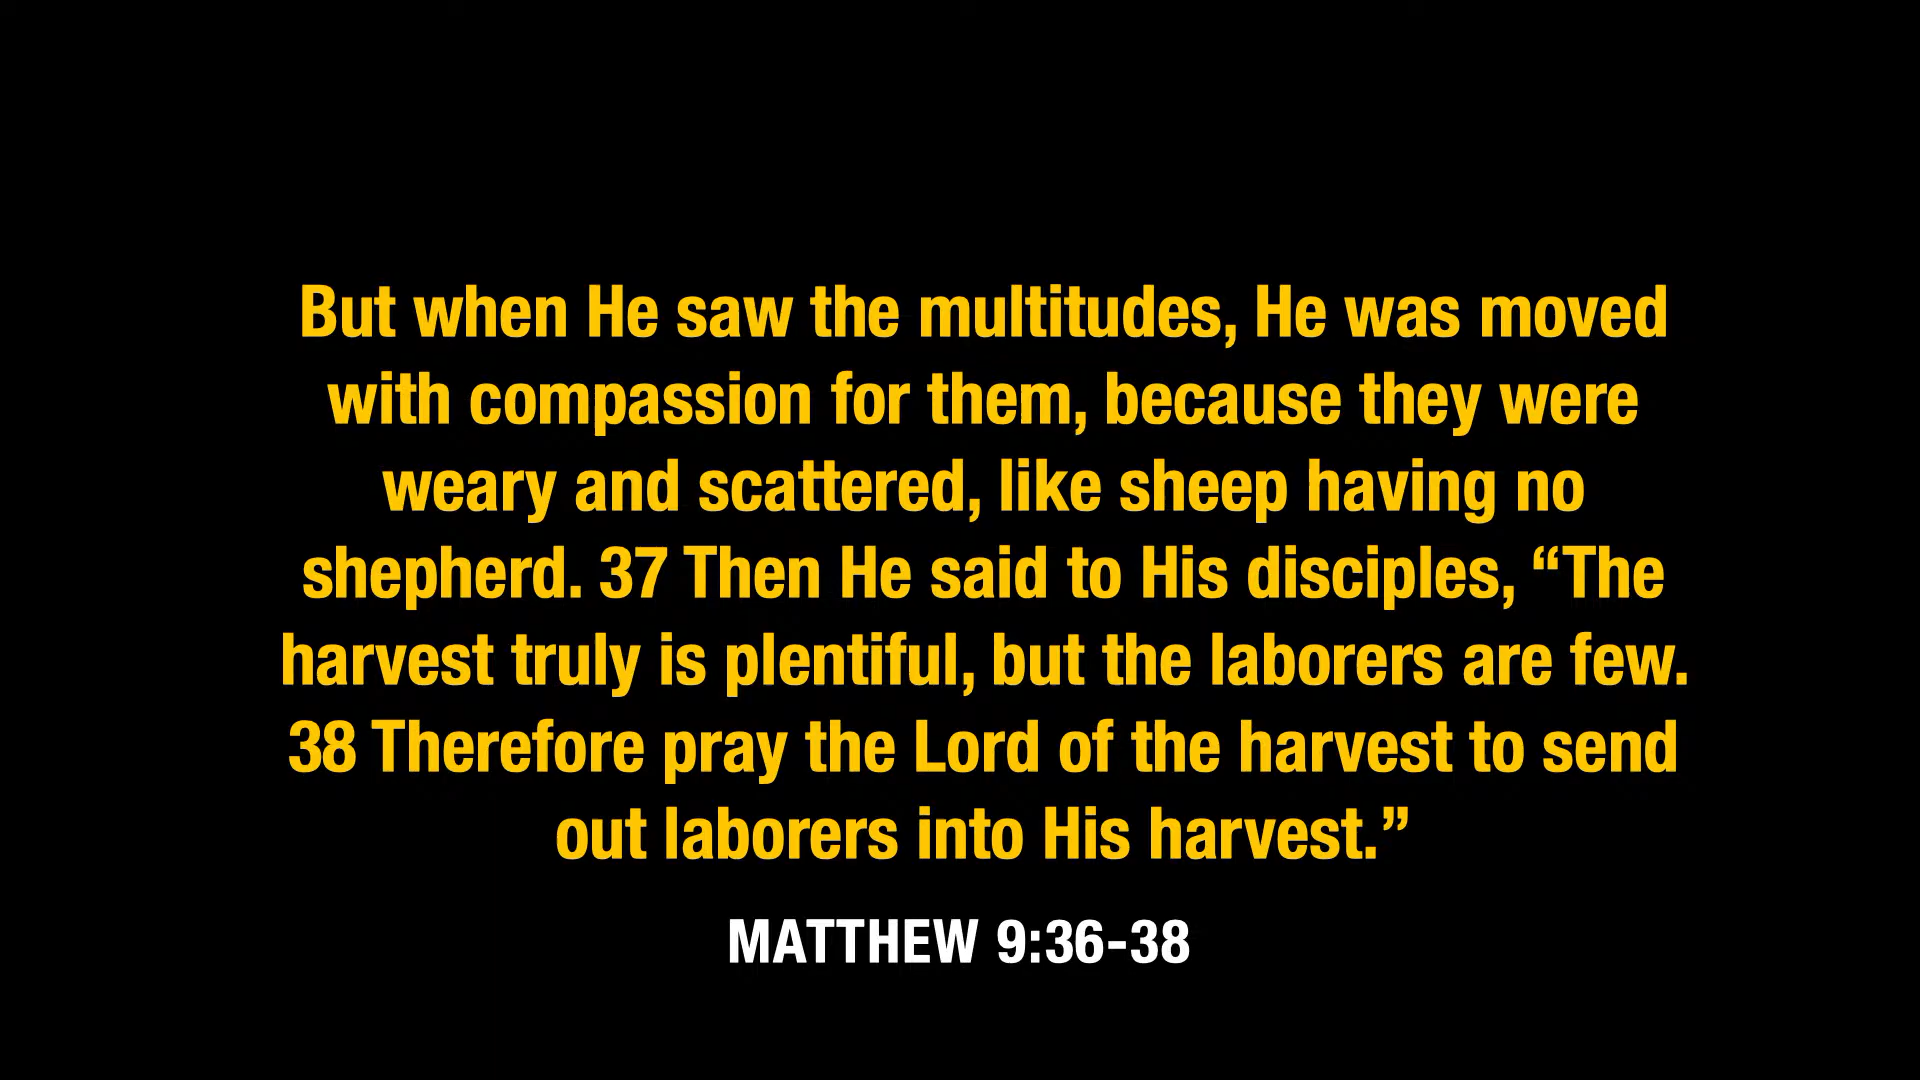 But when He saw the multitudes, He was moved
with compassion for them, because they were
weary and scattered, like sheep having no
shepherd. 37 Then He said to His disciples, “The
harvest truly is plentiful, but the laborers are few.
38 Therefore pray the Lord of the harvest to send
out laborers into His harvest.”
MATTHEW 9:36-38